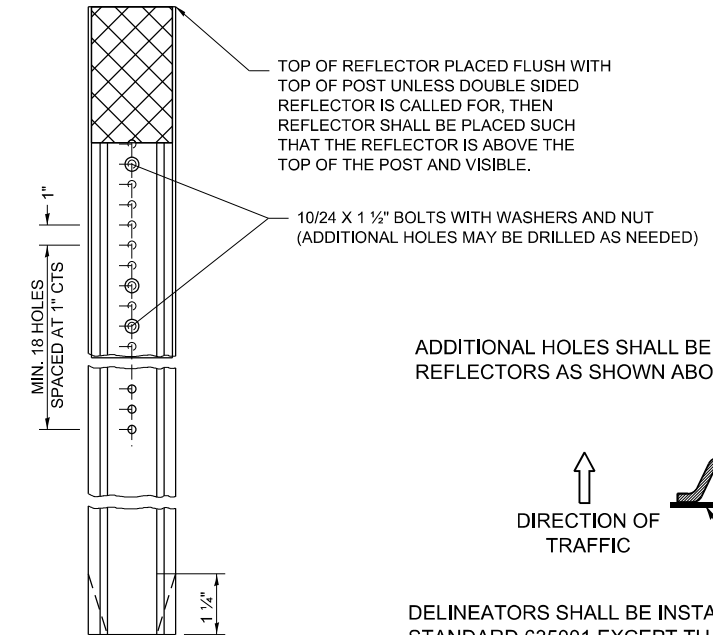 TOP OF REFLECTOR PLACED FLUSH WITH
TOP OF POST UNLESS DOUBLE SIDED
REFLECTOR IS CALLED FOR, THEN
REFLECTOR SHALL BE PLACED SUCH
THAT THE REFLECTOR IS ABOVE THE
TOP OF THE POST AND VISIBLE.
1"
10/24 X 1 ½" BOLTS WITH WASHERS AND NUT
(ADDITIONAL HOLES MAY BE DRILLED AS NEEDED)
MIN. 18 HOLES
SPACED AT 1" CTS
ADDITIONAL HOLES SHALL BE
REFLECTORS AS SHOWN ABO
DIRECTION OF
TRAFFIC
1 ¼"
DELINEATORS SHALL BE INSTA